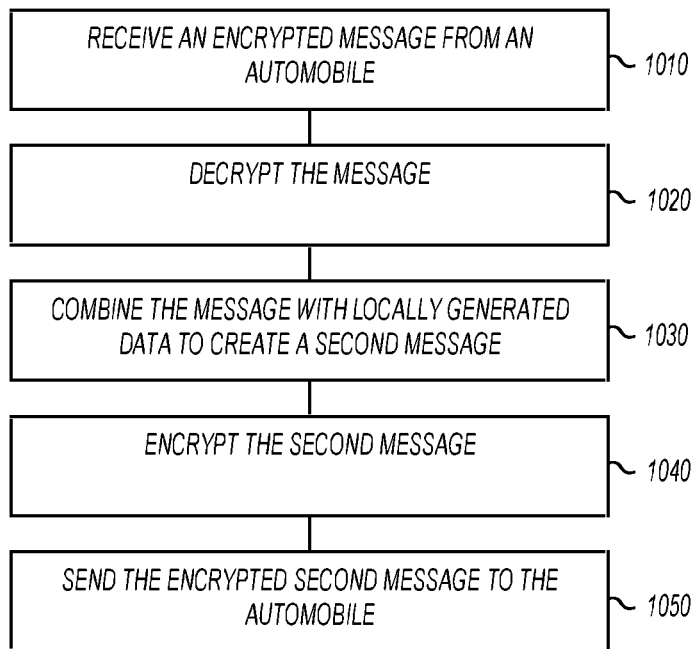 RECEIVE AN ENCRYPTED MESSAGE FROM AN
AUTOMOBILE
1010
DECRYPT THE MESSAGE
1020
COMBINE THE MESSAGE WITH LOCALLY GENERATED
DATA TO CREATE A SECOND MESSAGE
1030
ENCRYPT THE SECOND MESSAGE
1040
SEND THE ENCRYPTED SECOND MESSAGE TO THE
AUTOMOBILE
1050